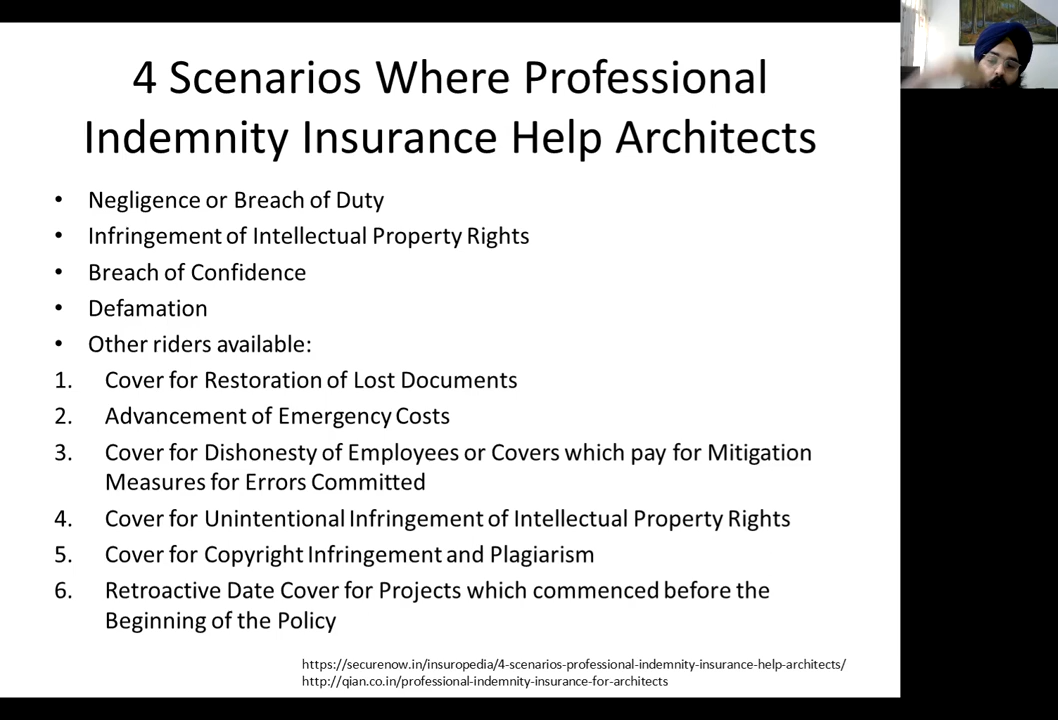 4 Scenarios Where Professional
Indemnity Insurance Help Architects
• Negligence or Breach of Duty
• Infringement of Intellectual Property Rights
• Breach of Confidence
• Defamation
• Other riders available:
1. Cover for Restoration of Lost Documents
2. Advancement of Emergency Costs
3. Cover for Dishonesty of Employees or Covers which pay for Mitigation
Measures for Errors Committed
4. Cover for Unintentional Infringement of Intellectual Property Rights
5. Cover for Copyright Infringement and Plagiarism
6. Retroactive Date Cover for Projects which commenced before the
Beginning of the Policy
https://securenow.in/insuropedia/4-scenarios-professional-indemnity-insurance-help-architects/
http://qian.co.in/professional-indemnity-insurance-for-architects